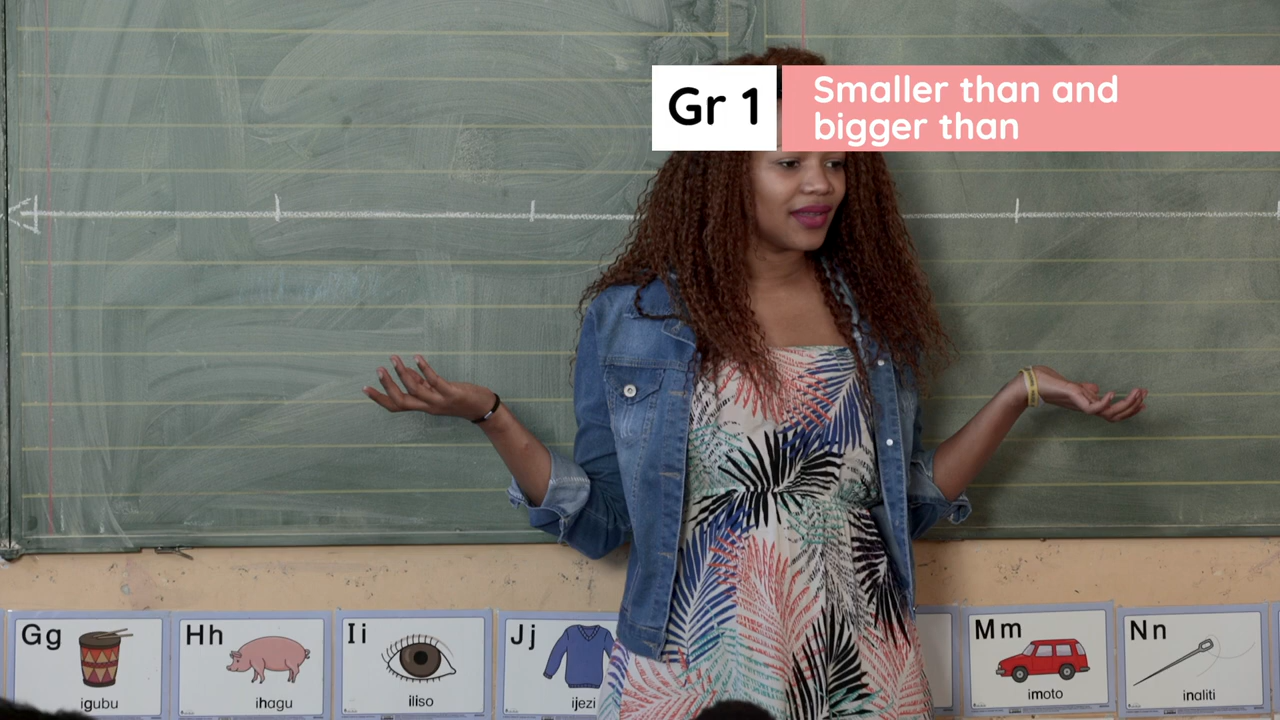 Gr 1
Smaller than and
bigger than
Gg
igubu
Hh
ihagu
Ii
iliso
Jj
ijezi
Mm
imoto
Nn
inaliti